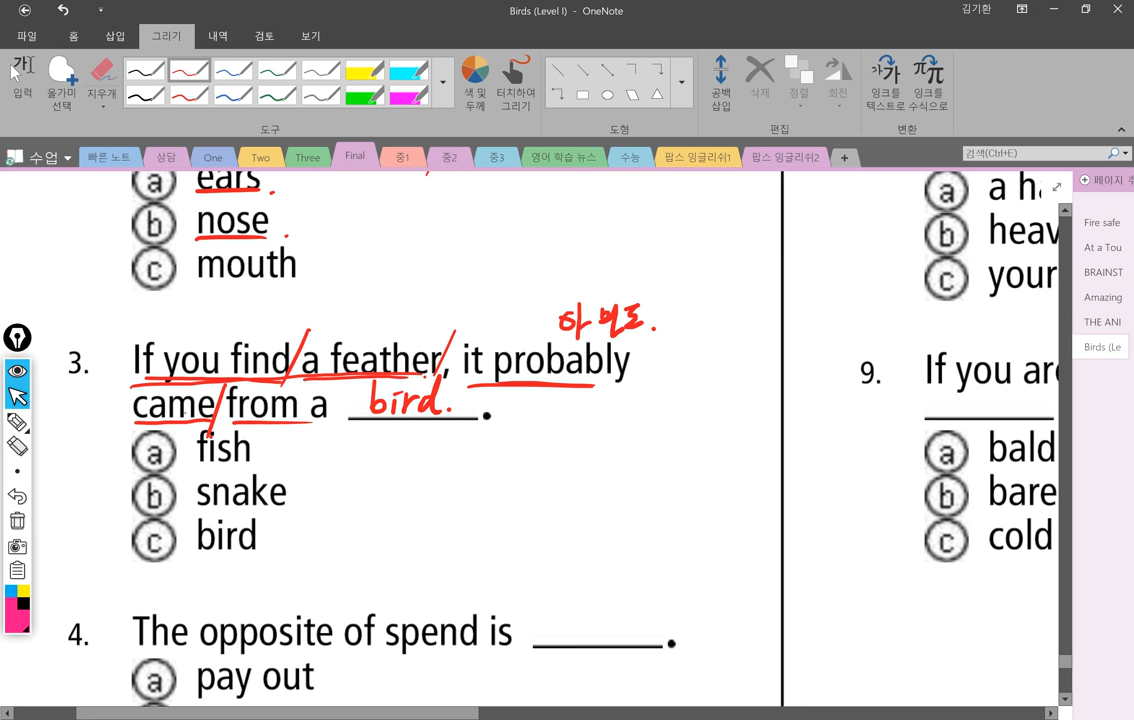 Birds (Level I) - OneNote
김기환
파일 홈 삽입 그리기 내역 검토 보기
입력
올가미 선택
지우개
색 및 두께
터치하여 그리기
공백 삽입
삭제
정렬
회전
잉크를 텍스트로
잉크를 수식으로
도구
도형
편집
변환
수업
빠른 노트 상담 One Two Three Final 중1 중2 중3 영어 학습 뉴스 수능 팝스 잉글리쉬1 팝스 잉글리쉬2
검색(Ctrl+E)
페이지 추
Fire safe
At a Tou
BRAINST
Amazing
THE ANI
Birds (Le
a ears
b nose
c mouth
아마도.
3. If you find a feather, it probably
came from a bird.
a fish
b snake
c bird
4. The opposite of spend is
a pay out
a ha
b heav
c your
9. If you are
a bald
b bare
c cold